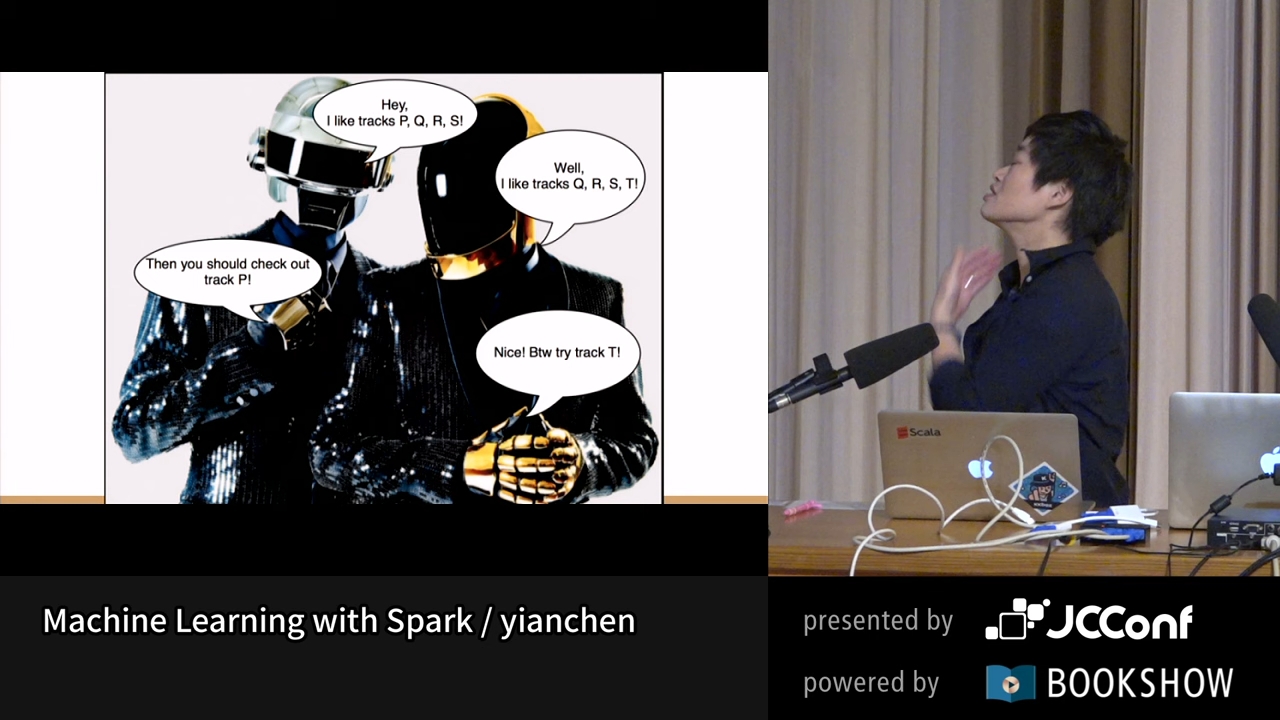 Hey,
I like tracks P, Q, R, S!
Well,
I like tracks Q, R, S, T!
Then you should check out
track P!
Nice! Btw try track T!
Scala
Machine Learning with Spark / yianchen
presented by JCConf
powered by BOOKSHOW